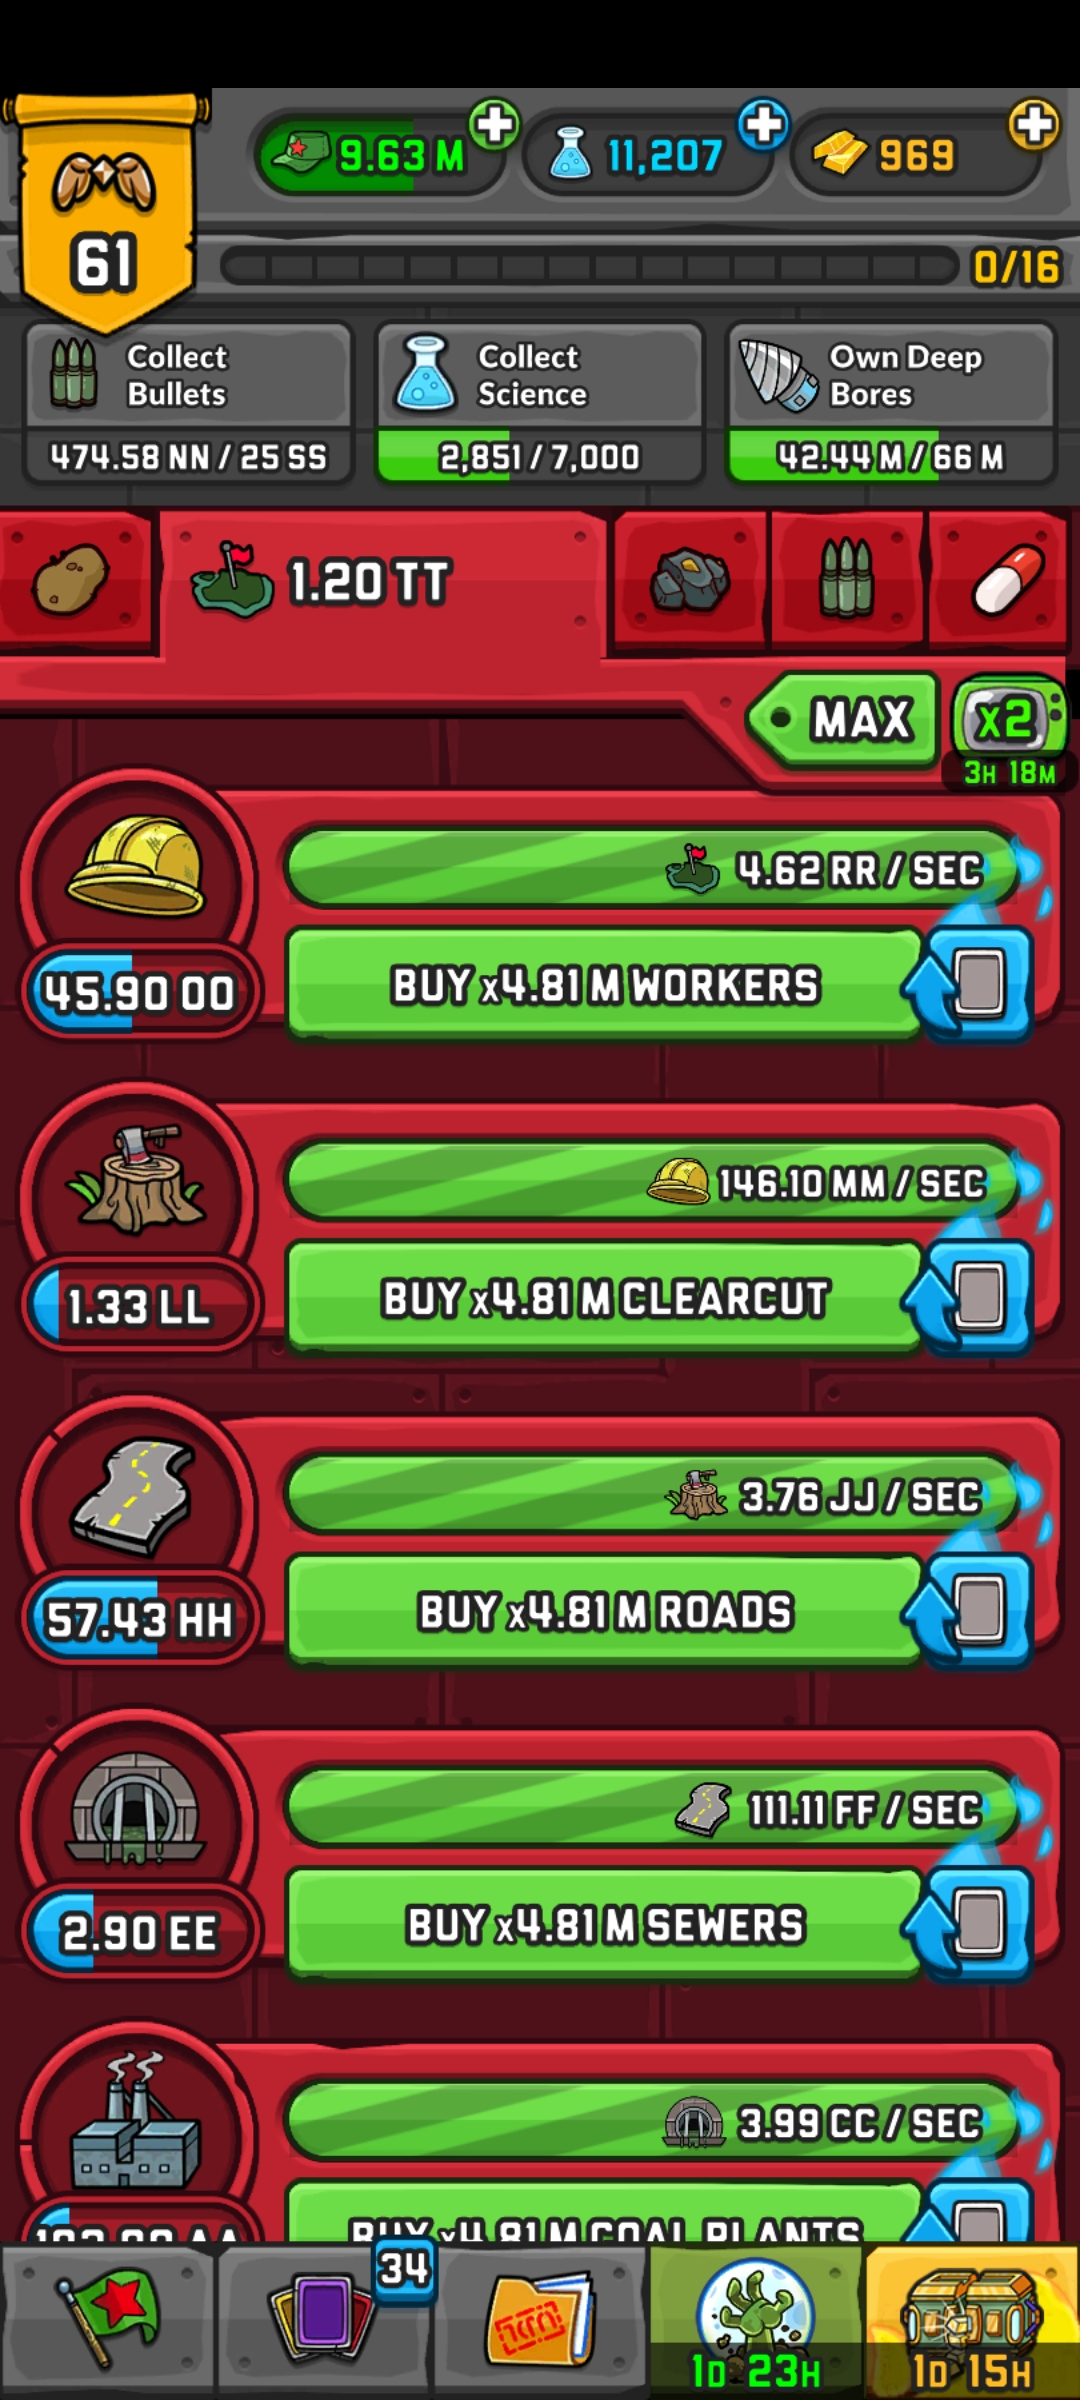 9.63 M
11,207
969
61
0/16
Collect
Bullets
474.58 NN / 25 SS
Collect
Science
2,851 / 7,000
Own Deep
Bores
42.44 M / 66 M
1.20 TT
MAX
x2
3H 18M
4.62 RR / SEC
45.90 OO
BUY x4.81 M WORKERS
146.10 MM / SEC
1.33 LL
BUY x4.81 M CLEARCUT
3.76 JJ / SEC
57.43 HH
BUY x4.81 M ROADS
111.11 FF / SEC
2.90 EE
BUY x4.81 M SEWERS
3.99 CC / SEC
BUY x4.81 M COAL PLANTS
34
1D 23H
1D 15H